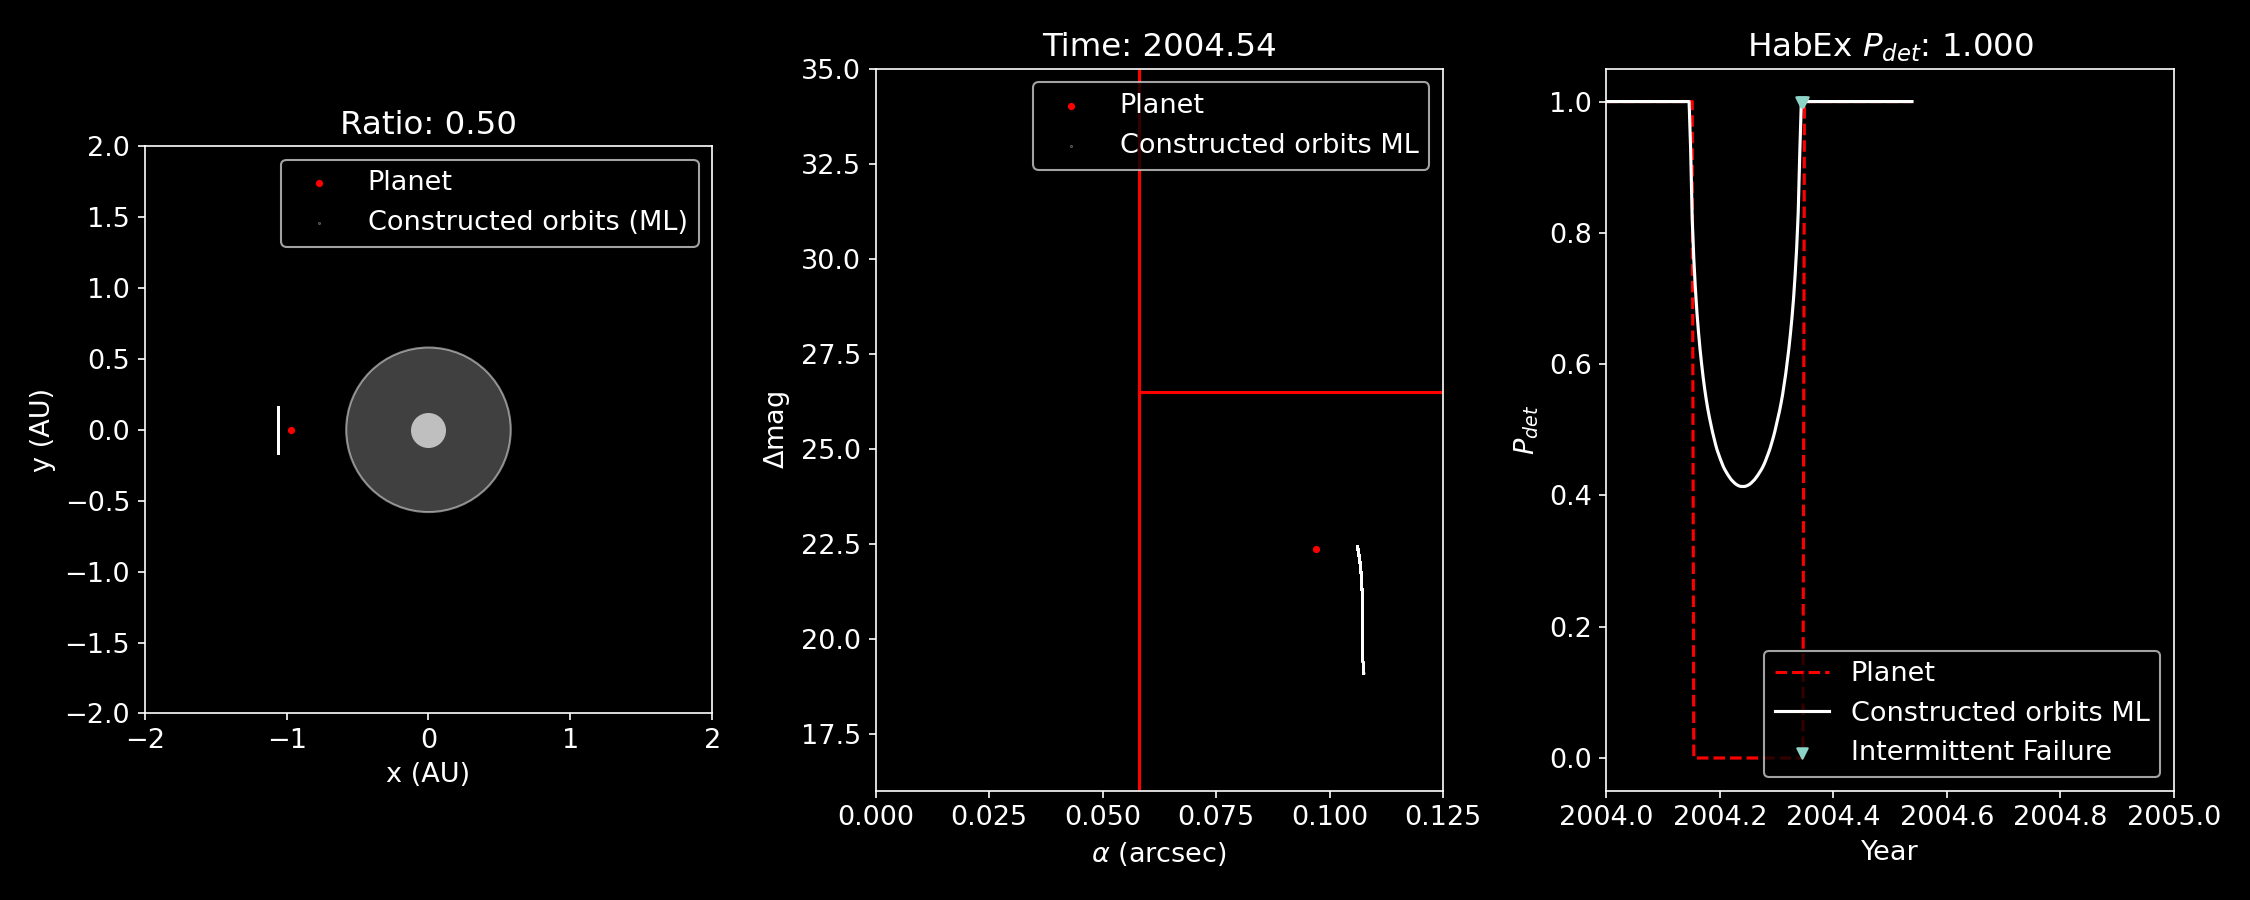 Ratio: 0.50
Planet
Constructed orbits (ML)
2.0
1.5
1.0
0.5
0.0
−0.5
−1.0
−1.5
−2.0
y (AU)
−2 −1 0 1 2
x (AU)
Time: 2004.54
Planet
Constructed orbits ML
35.0
32.5
30.0
27.5
25.0
22.5
20.0
17.5
Δmag
0.000 0.025 0.050 0.075 0.100 0.125
α (arcsec)
HabEx P_det: 1.000
1.0
0.8
0.6
0.4
0.2
0.0
P_det
Planet
Constructed orbits ML
Intermittent Failure
2004.0 2004.2 2004.4 2004.6 2004.8 2005.0
Year